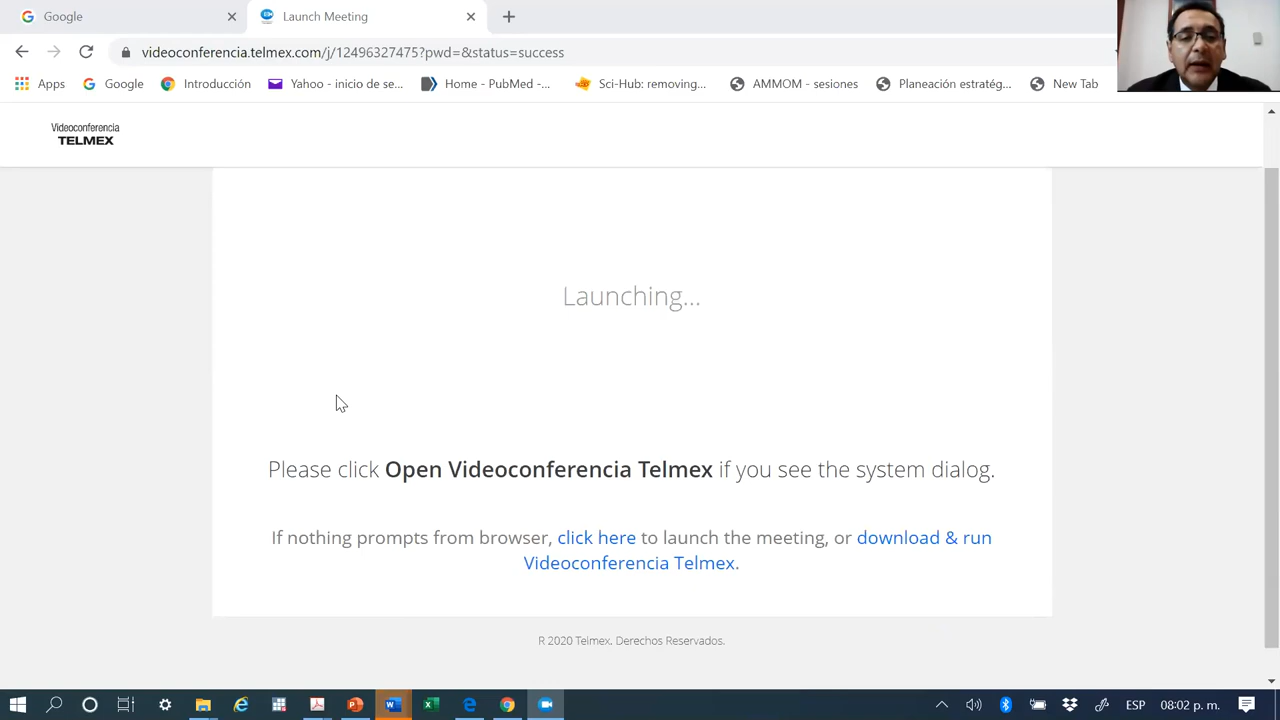 Google
Launch Meeting
videoconferencia.telmex.com/j/12496327475?pwd=&status=success
Apps
Google
Introducción
Yahoo - inicio de se...
Home - PubMed -...
Sci-Hub: removing...
AMMOM - sesiones
Planeación estratég...
New Tab
Videoconferencia
TELMEX
Launching...
Please click Open Videoconferencia Telmex if you see the system dialog.
If nothing prompts from browser, click here to launch the meeting, or download & run
Videoconferencia Telmex.
R 2020 Telmex. Derechos Reservados.
ESP
08:02 p. m.